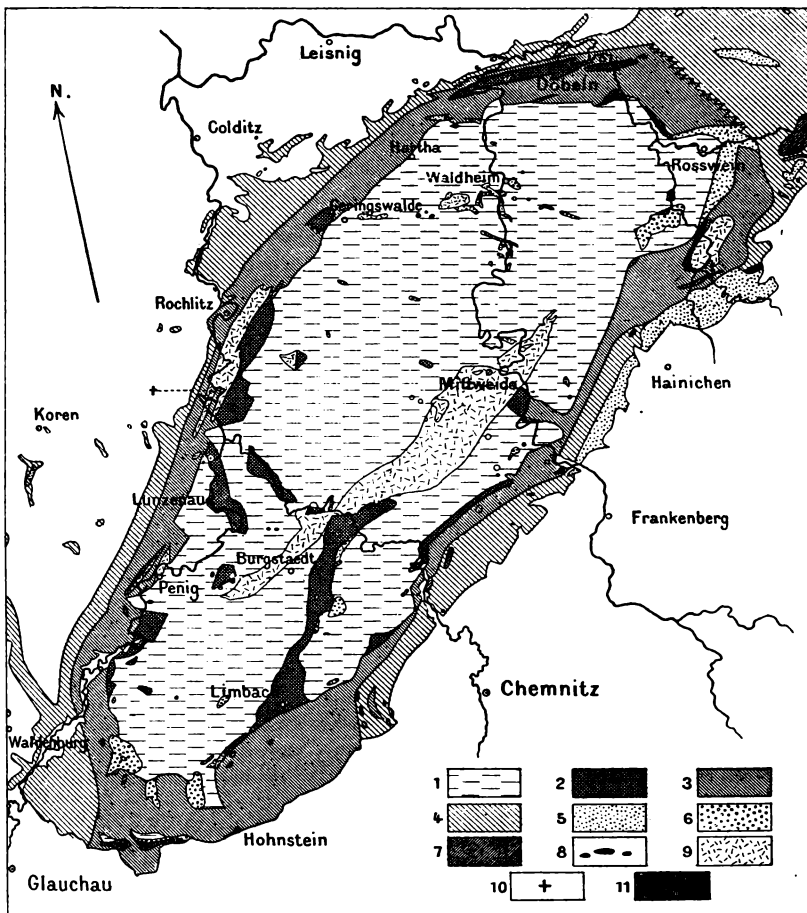 Leisnig
N.
Döbeln
Colditz
Hartha
Rosswein
Waldheim
Geringswalde
Rochlitz
Hainichen
Mittweida
Koren
Lunzenau
Frankenberg
Burgstaedt
Penig
Limbach
Chemnitz
Waldenburg
1 2 3
4 5 6
7 8 9
10 + 11
Hohnstein
Glauchau